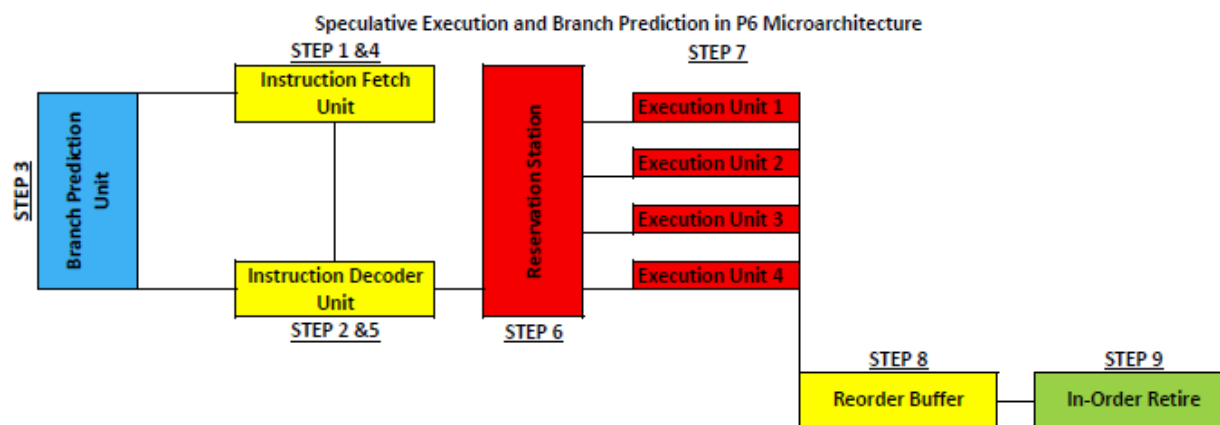 Speculative Execution and Branch Prediction in P6 Microarchitecture
STEP 1 &4
STEP 7
Instruction Fetch
Unit
Execution Unit 1
STEP 3
Branch Prediction
Unit
Reservation Station
Execution Unit 2
Execution Unit 3
Instruction Decoder
Unit
Execution Unit 4
STEP 2 &5
STEP 6
STEP 8
STEP 9
Reorder Buffer
In-Order Retire